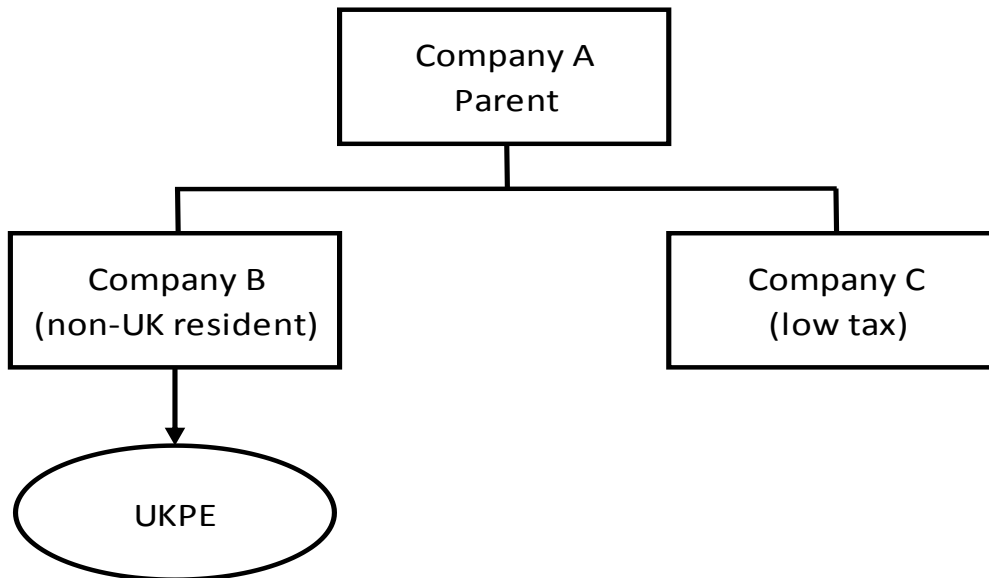 Company A
Parent
Company B
(non-UK resident)
Company C
(low tax)
UKPE